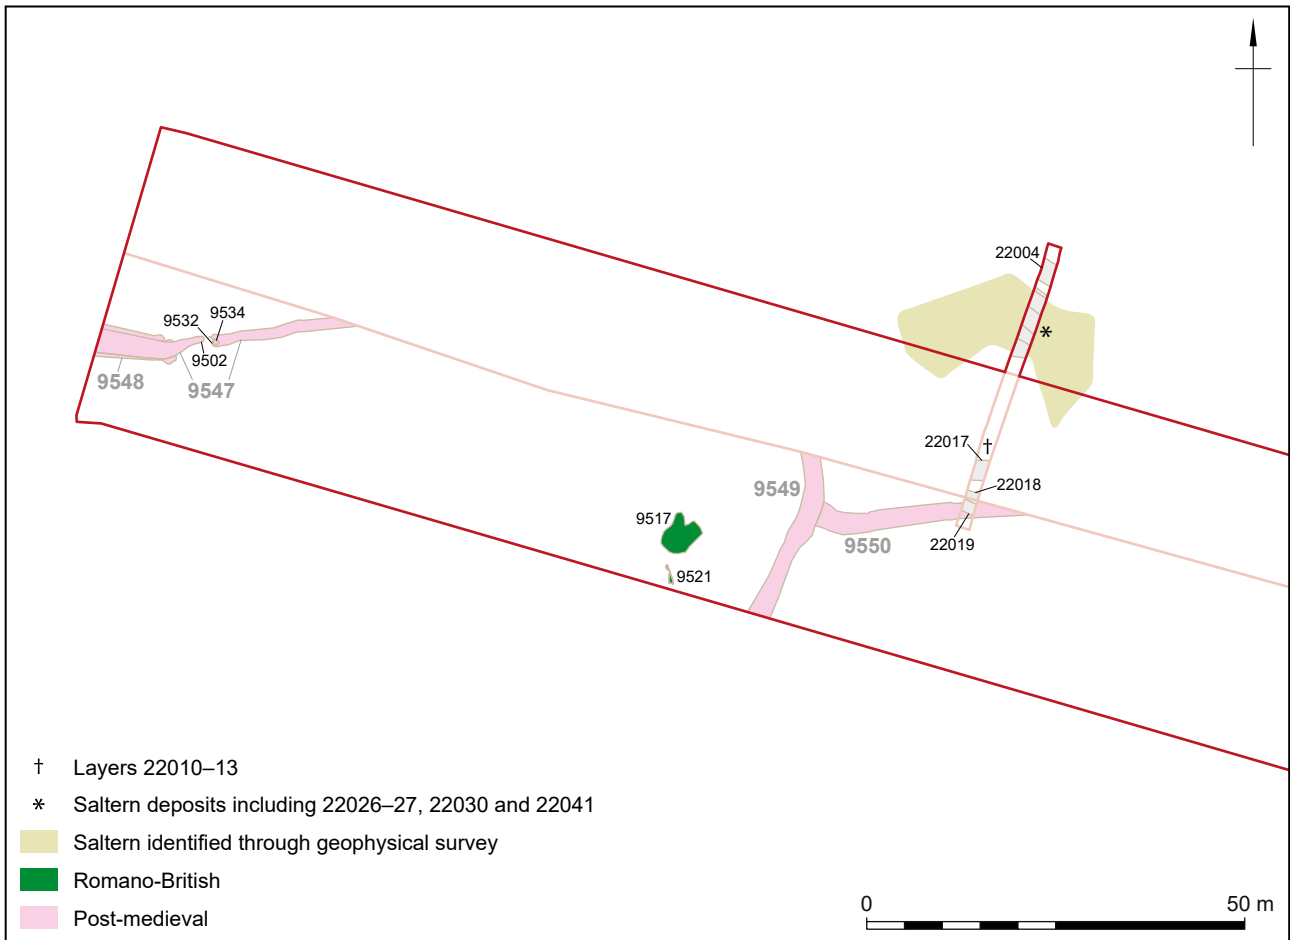 22004
*
9532
9534
9502
9548
9547
22017
†
22018
9549
9517
9550
22019
9521
† Layers 22010–13
* Saltern deposits including 22026–27, 22030 and 22041
Saltern identified through geophysical survey
Romano-British
Post-medieval
0 50 m